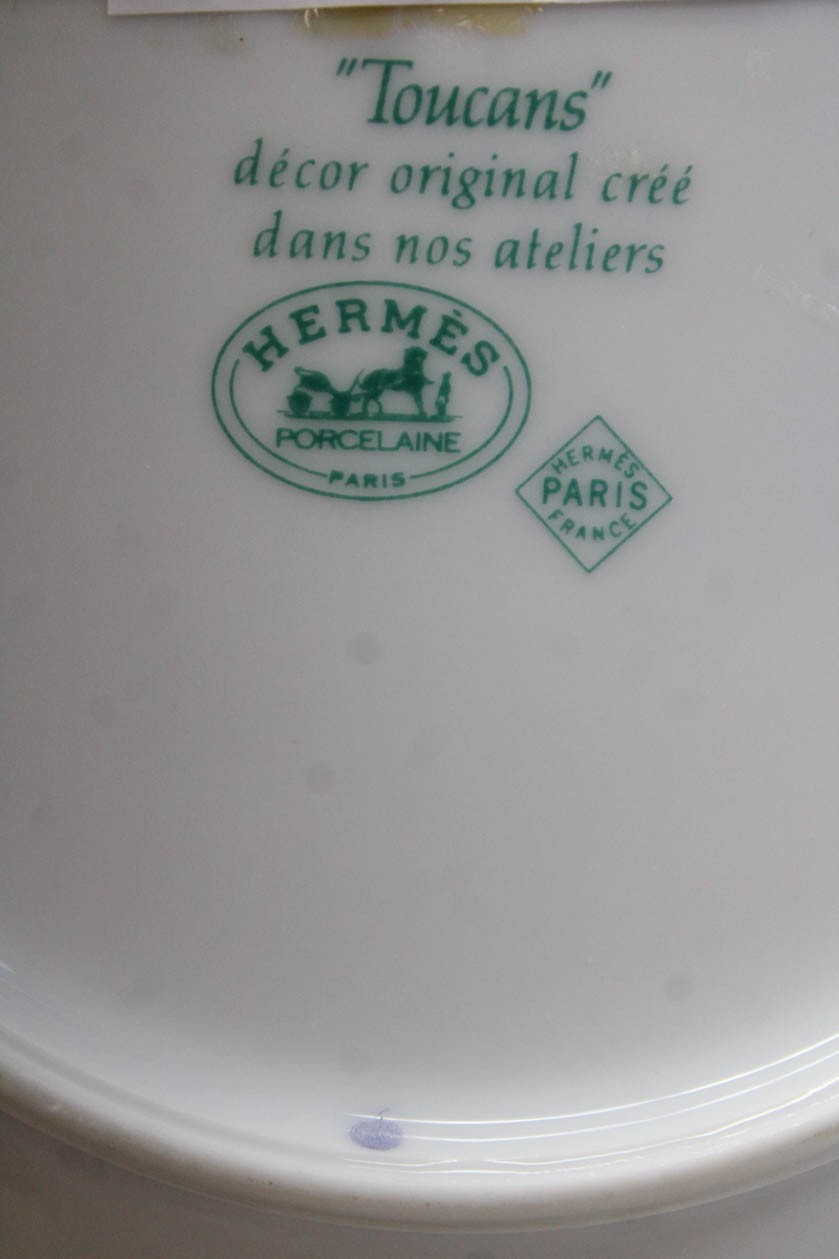 "Toucans"
décor original créé
dans nos ateliers
HERMÈS
PORCELAINE
PARIS
HERMÈS
PARIS
FRANCE